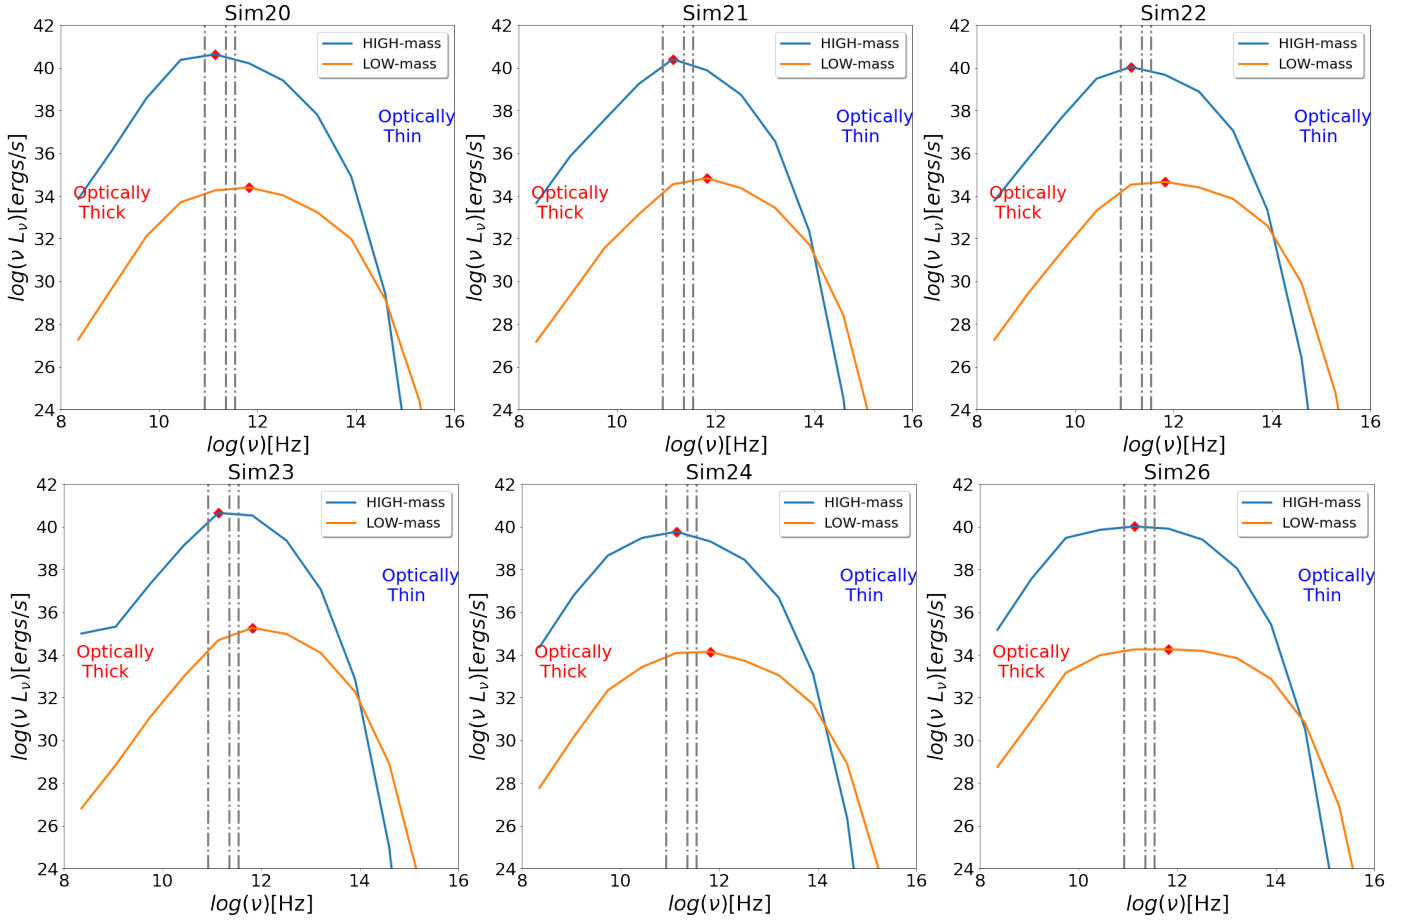 Sim20
42
40
38
36
34
32
30
28
26
24
8
10
12
14
16
log(ν)[Hz]
log(ν Lν)[ergs/s]
HIGH-mass
LOW-mass
Optically
Thin
Optically
Thick
Sim21
42
40
38
36
34
32
30
28
26
24
8
10
12
14
16
log(ν)[Hz]
log(ν Lν)[ergs/s]
HIGH-mass
LOW-mass
Optically
Thin
Optically
Thick
Sim22
42
40
38
36
34
32
30
28
26
24
8
10
12
14
16
log(ν)[Hz]
log(ν Lν)[ergs/s]
HIGH-mass
LOW-mass
Optically
Thin
Optically
Thick
Sim23
42
40
38
36
34
32
30
28
26
24
8
10
12
14
16
log(ν)[Hz]
log(ν Lν)[ergs/s]
HIGH-mass
LOW-mass
Optically
Thin
Optically
Thick
Sim24
42
40
38
36
34
32
30
28
26
24
8
10
12
14
16
log(ν)[Hz]
log(ν Lν)[ergs/s]
HIGH-mass
LOW-mass
Optically
Thin
Optically
Thick
Sim26
42
40
38
36
34
32
30
28
26
24
8
10
12
14
16
log(ν)[Hz]
log(ν Lν)[ergs/s]
HIGH-mass
LOW-mass
Optically
Thin
Optically
Thick